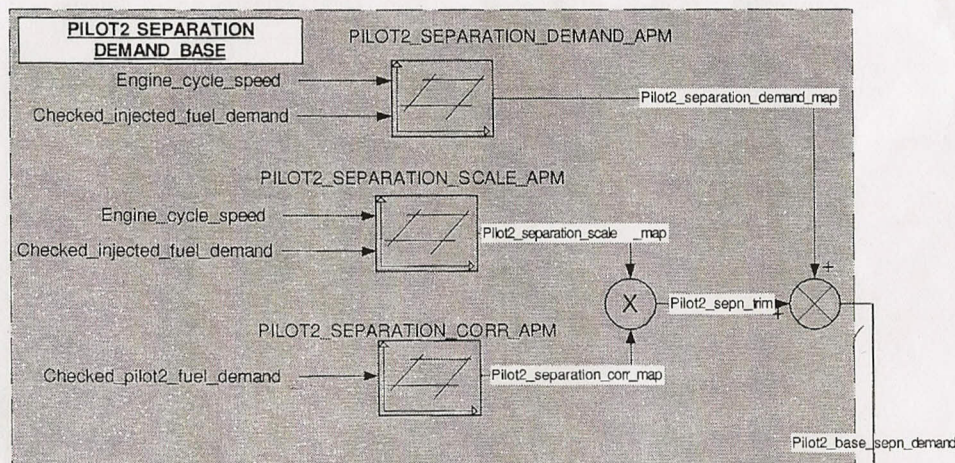 PILOT2 SEPARATION
DEMAND BASE
PILOT2_SEPARATION_DEMAND_APM
Engine_cycle_speed
Checked_injected_fuel_demand
Pilot2_separation_demand_map
PILOT2_SEPARATION_SCALE_APM
Engine_cycle_speed
Checked_injected_fuel_demand
Pilot2_separation_scale _map
+
X
Pilot2_sepn_trim
+
PILOT2_SEPARATION_CORR_APM
Checked_pilot2_fuel_demand
Pilot2_separation_corr_map
Pilot2_base_sepn_demand